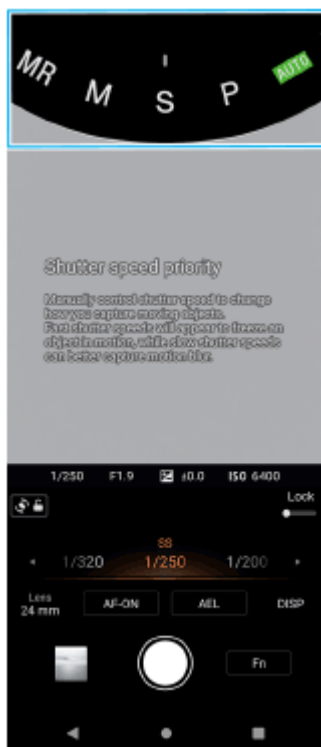 MR M S P AUTO
Shutter speed priority
Manually control shutter speed to change
how you capture moving objects.
Fast shutter speeds will appear to freeze an
object in motion, while slow shutter speeds
can better capture motion blur.
1/250 F1.9 ±0.0 ISO 6400
Lock
SS
1/320 1/250 1/200
Lens
24 mm AF-ON AEL DISP
Fn